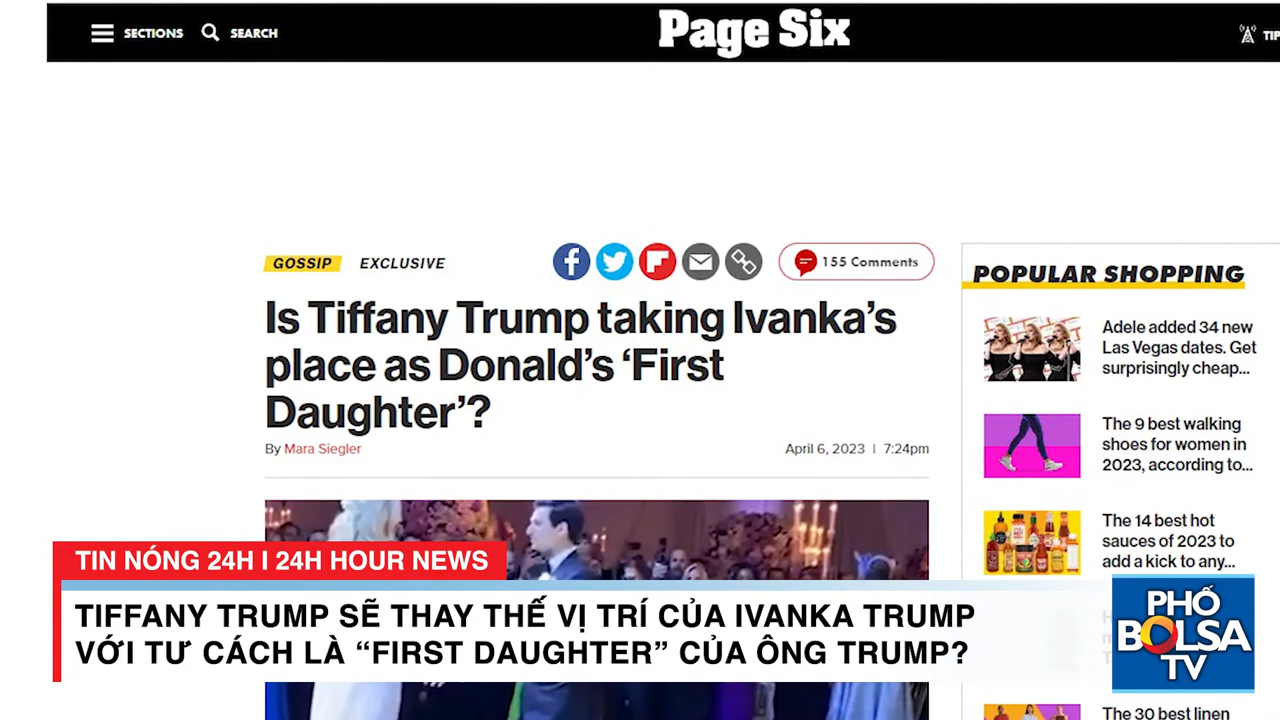 SECTIONS
SEARCH
Page Six
GOSSIP
EXCLUSIVE
155 Comments
Is Tiffany Trump taking Ivanka’s
place as Donald’s ‘First
Daughter’?
By Mara Siegler
April 6, 2023 | 7:24pm
POPULAR SHOPPING
Adele added 34 new
Las Vegas dates. Get
surprisingly cheap...
The 9 best walking
shoes for women in
2023, according to...
The 14 best hot
sauces of 2023 to
add a kick to any...
The 30 best linen
TIN NÓNG 24H I 24H HOUR NEWS
TIFFANY TRUMP SẼ THAY THẾ VỊ TRÍ CỦA IVANKA TRUMP
VỚI TƯ CÁCH LÀ “FIRST DAUGHTER” CỦA ÔNG TRUMP?
PHỐ
BOLSA
TV